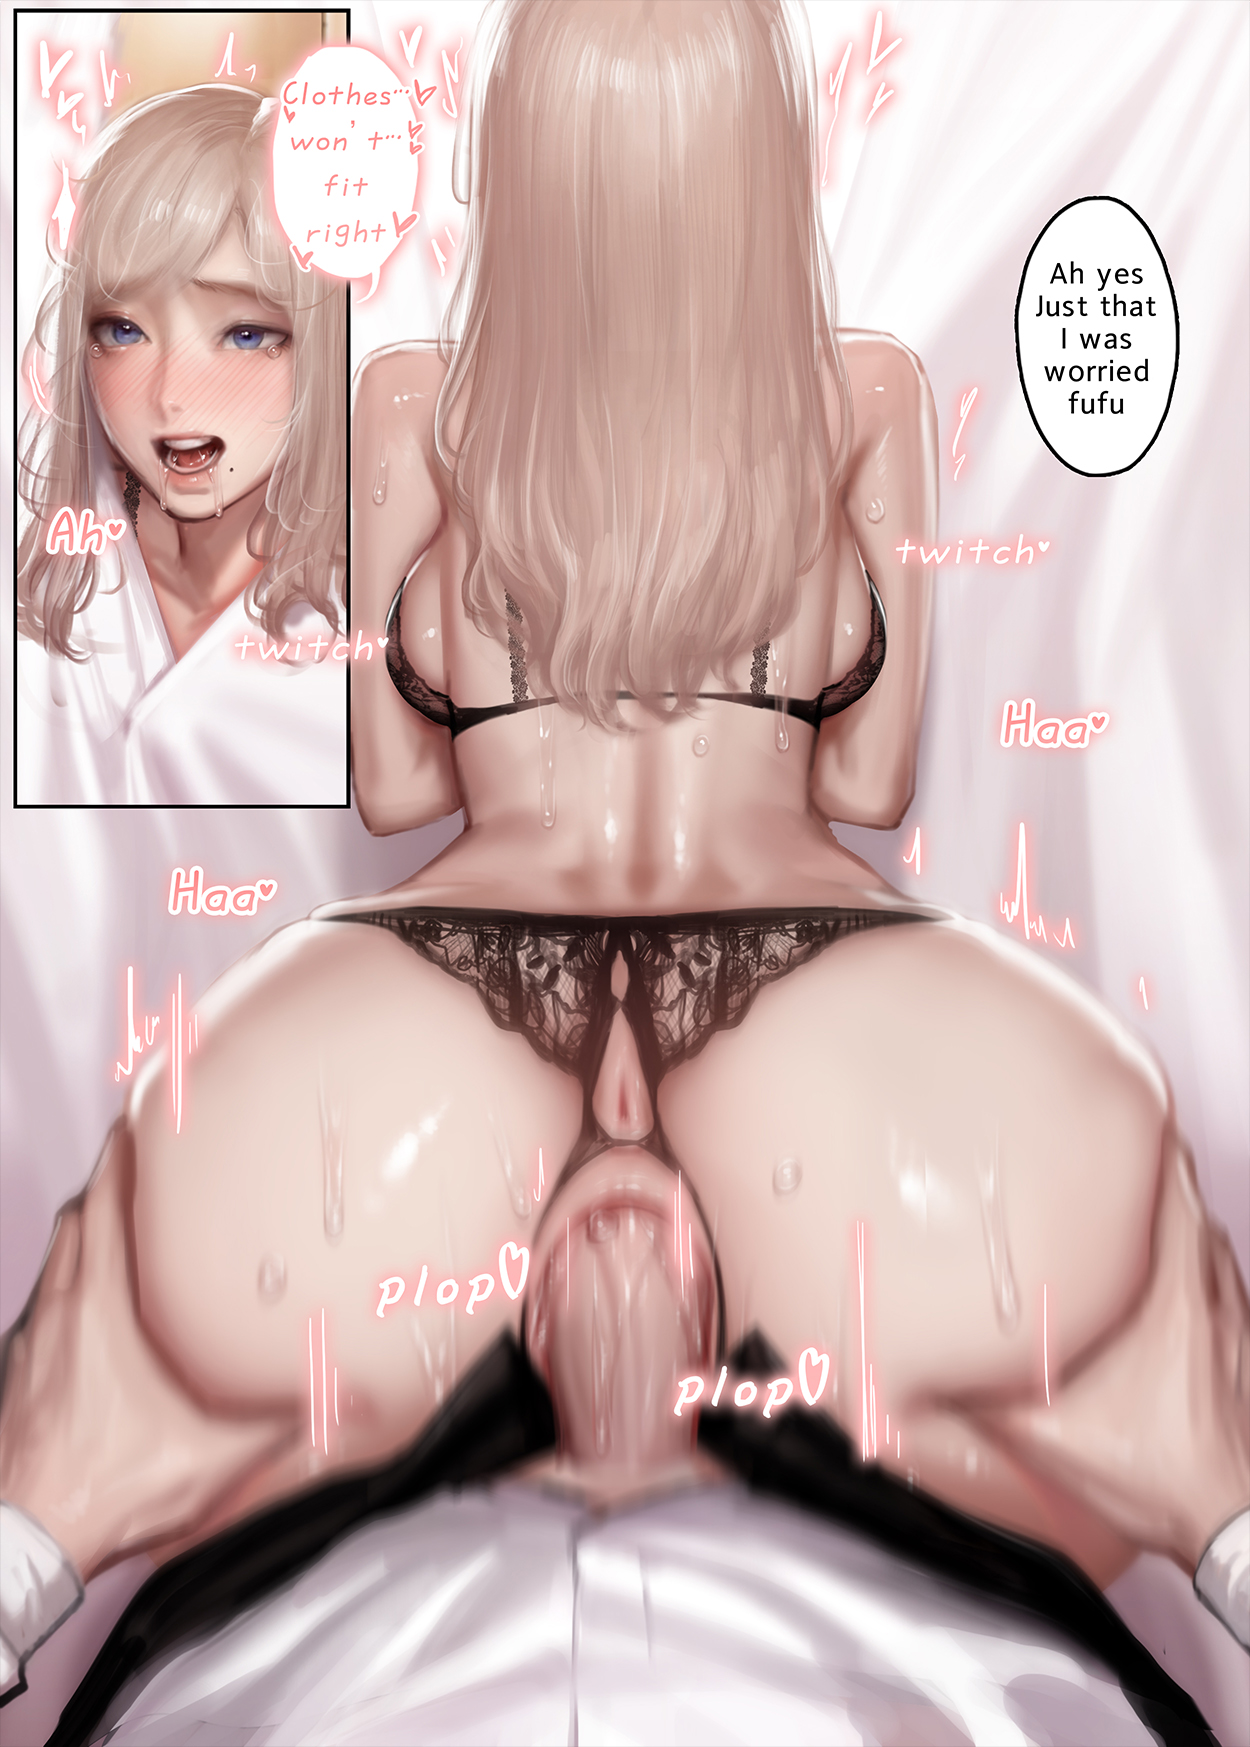 Clothes…
won't…
fit
right
Ah yes
Just that
I was
worried
fufu
Ah♥
twitch♥
twitch♥
Haa♥
Haa♥
plop♥
plop♥